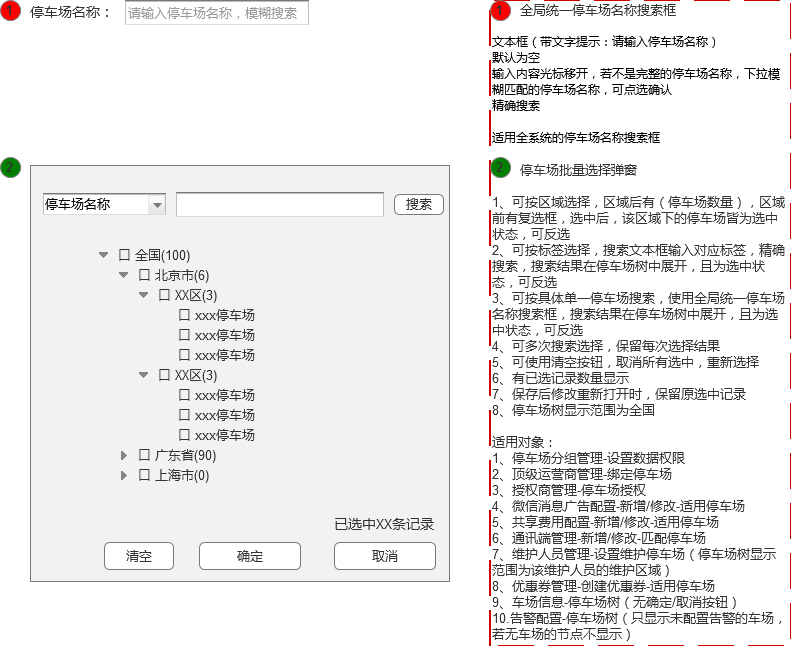 1 停车场名称： 请输入停车场名称，模糊搜索
2
停车场名称 搜索
全国(100)
北京市(6)
XX区(3)
xxx停车场
xxx停车场
xxx停车场
XX区(3)
xxx停车场
xxx停车场
xxx停车场
广东省(90)
上海市(0)
已选中XX条记录
清空 确定 取消
1 全局统一停车场名称搜索框
文本框（带文字提示：请输入停车场名称）
默认为空
输入内容光标移开，若不是完整的停车场名称，下拉模
糊匹配的停车场名称，可点选确认
精确搜索
适用全系统的停车场名称搜索框
2 停车场批量选择弹窗
1、可按区域选择，区域后有（停车场数量），区域
前有复选框，选中后，该区域下的停车场皆为选中
状态，可反选
2、可按标签选择，搜索文本框输入对应标签，精确
搜索，搜索结果在停车场树中展开，且为选中状
态，可反选
3、可按具体单一停车场搜索，使用全局统一停车场
名称搜索框，搜索结果在停车场树中展开，且为选
中状态，可反选
4、可多次搜索选择，保留每次选择结果
5、可使用清空按钮，取消所有选中，重新选择
6、有已选记录数量显示
7、保存后修改重新打开时，保留原选中记录
8、停车场树显示范围为全国
适用对象：
1、停车场分组管理-设置数据权限
2、顶级运营商管理-绑定停车场
3、授权商管理-停车场授权
4、微信消息广告配置-新增/修改-适用停车场
5、共享费用配置-新增/修改-适用停车场
6、通讯端管理-新增/修改-匹配停车场
7、维护人员管理-设置维护停车场（停车场树显示
范围为该维护人员的维护区域）
8、优惠券管理-创建优惠券-适用停车场
9、车场信息-停车场树（无确定/取消按钮）
10.告警配置-停车场树（只显示未配置告警的车场，
若无车场的节点不显示）